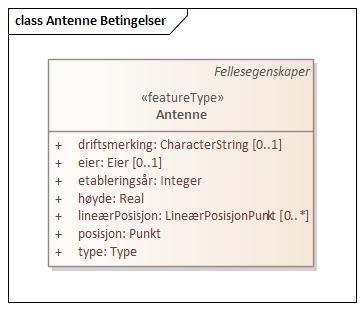 class Antenne Betingelser
Fellesegenskaper
«featureType»
Antenne
+ driftsmerking: CharacterString [0..1]
+ eier: Eier [0..1]
+ etableringsår: Integer
+ høyde: Real
+ lineærPosisjon: LineærPosisjonPunkt [0..*]
+ posisjon: Punkt
+ type: Type